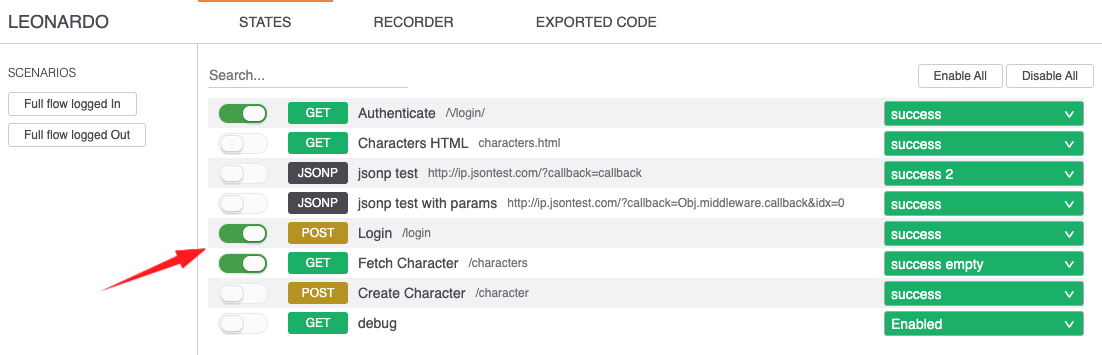 LEONARDO STATES RECORDER EXPORTED CODE
SCENARIOS
Full flow logged In
Full flow logged Out
Search... Enable All Disable All
GET Authenticate /\/login/ success
GET Characters HTML characters.html success
JSONP jsonp test http://ip.jsontest.com/?callback=callback success 2
JSONP jsonp test with params http://ip.jsontest.com/?callback=Obj.middleware.callback&idx=0 success
POST Login /login success
GET Fetch Character /characters success empty
POST Create Character /character success
GET debug Enabled